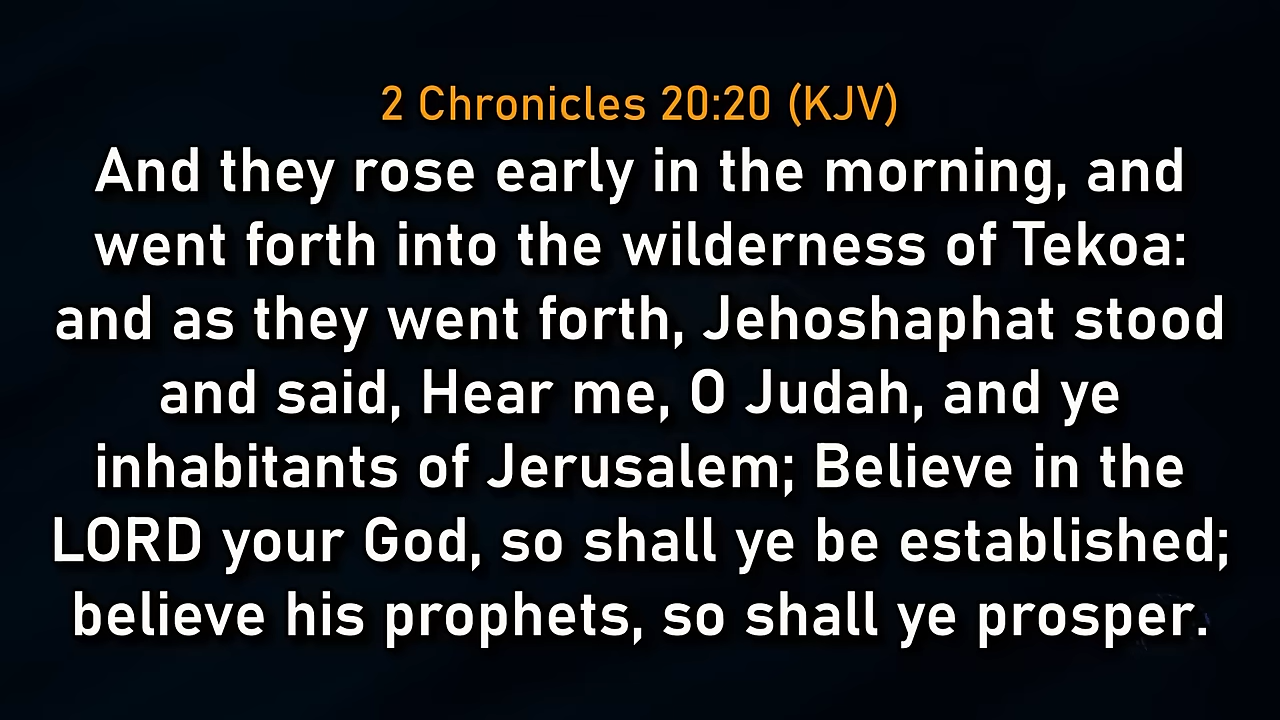 2 Chronicles 20:20 (KJV)
And they rose early in the morning, and
went forth into the wilderness of Tekoa:
and as they went forth, Jehoshaphat stood
and said, Hear me, O Judah, and ye
inhabitants of Jerusalem; Believe in the
LORD your God, so shall ye be established;
believe his prophets, so shall ye prosper.